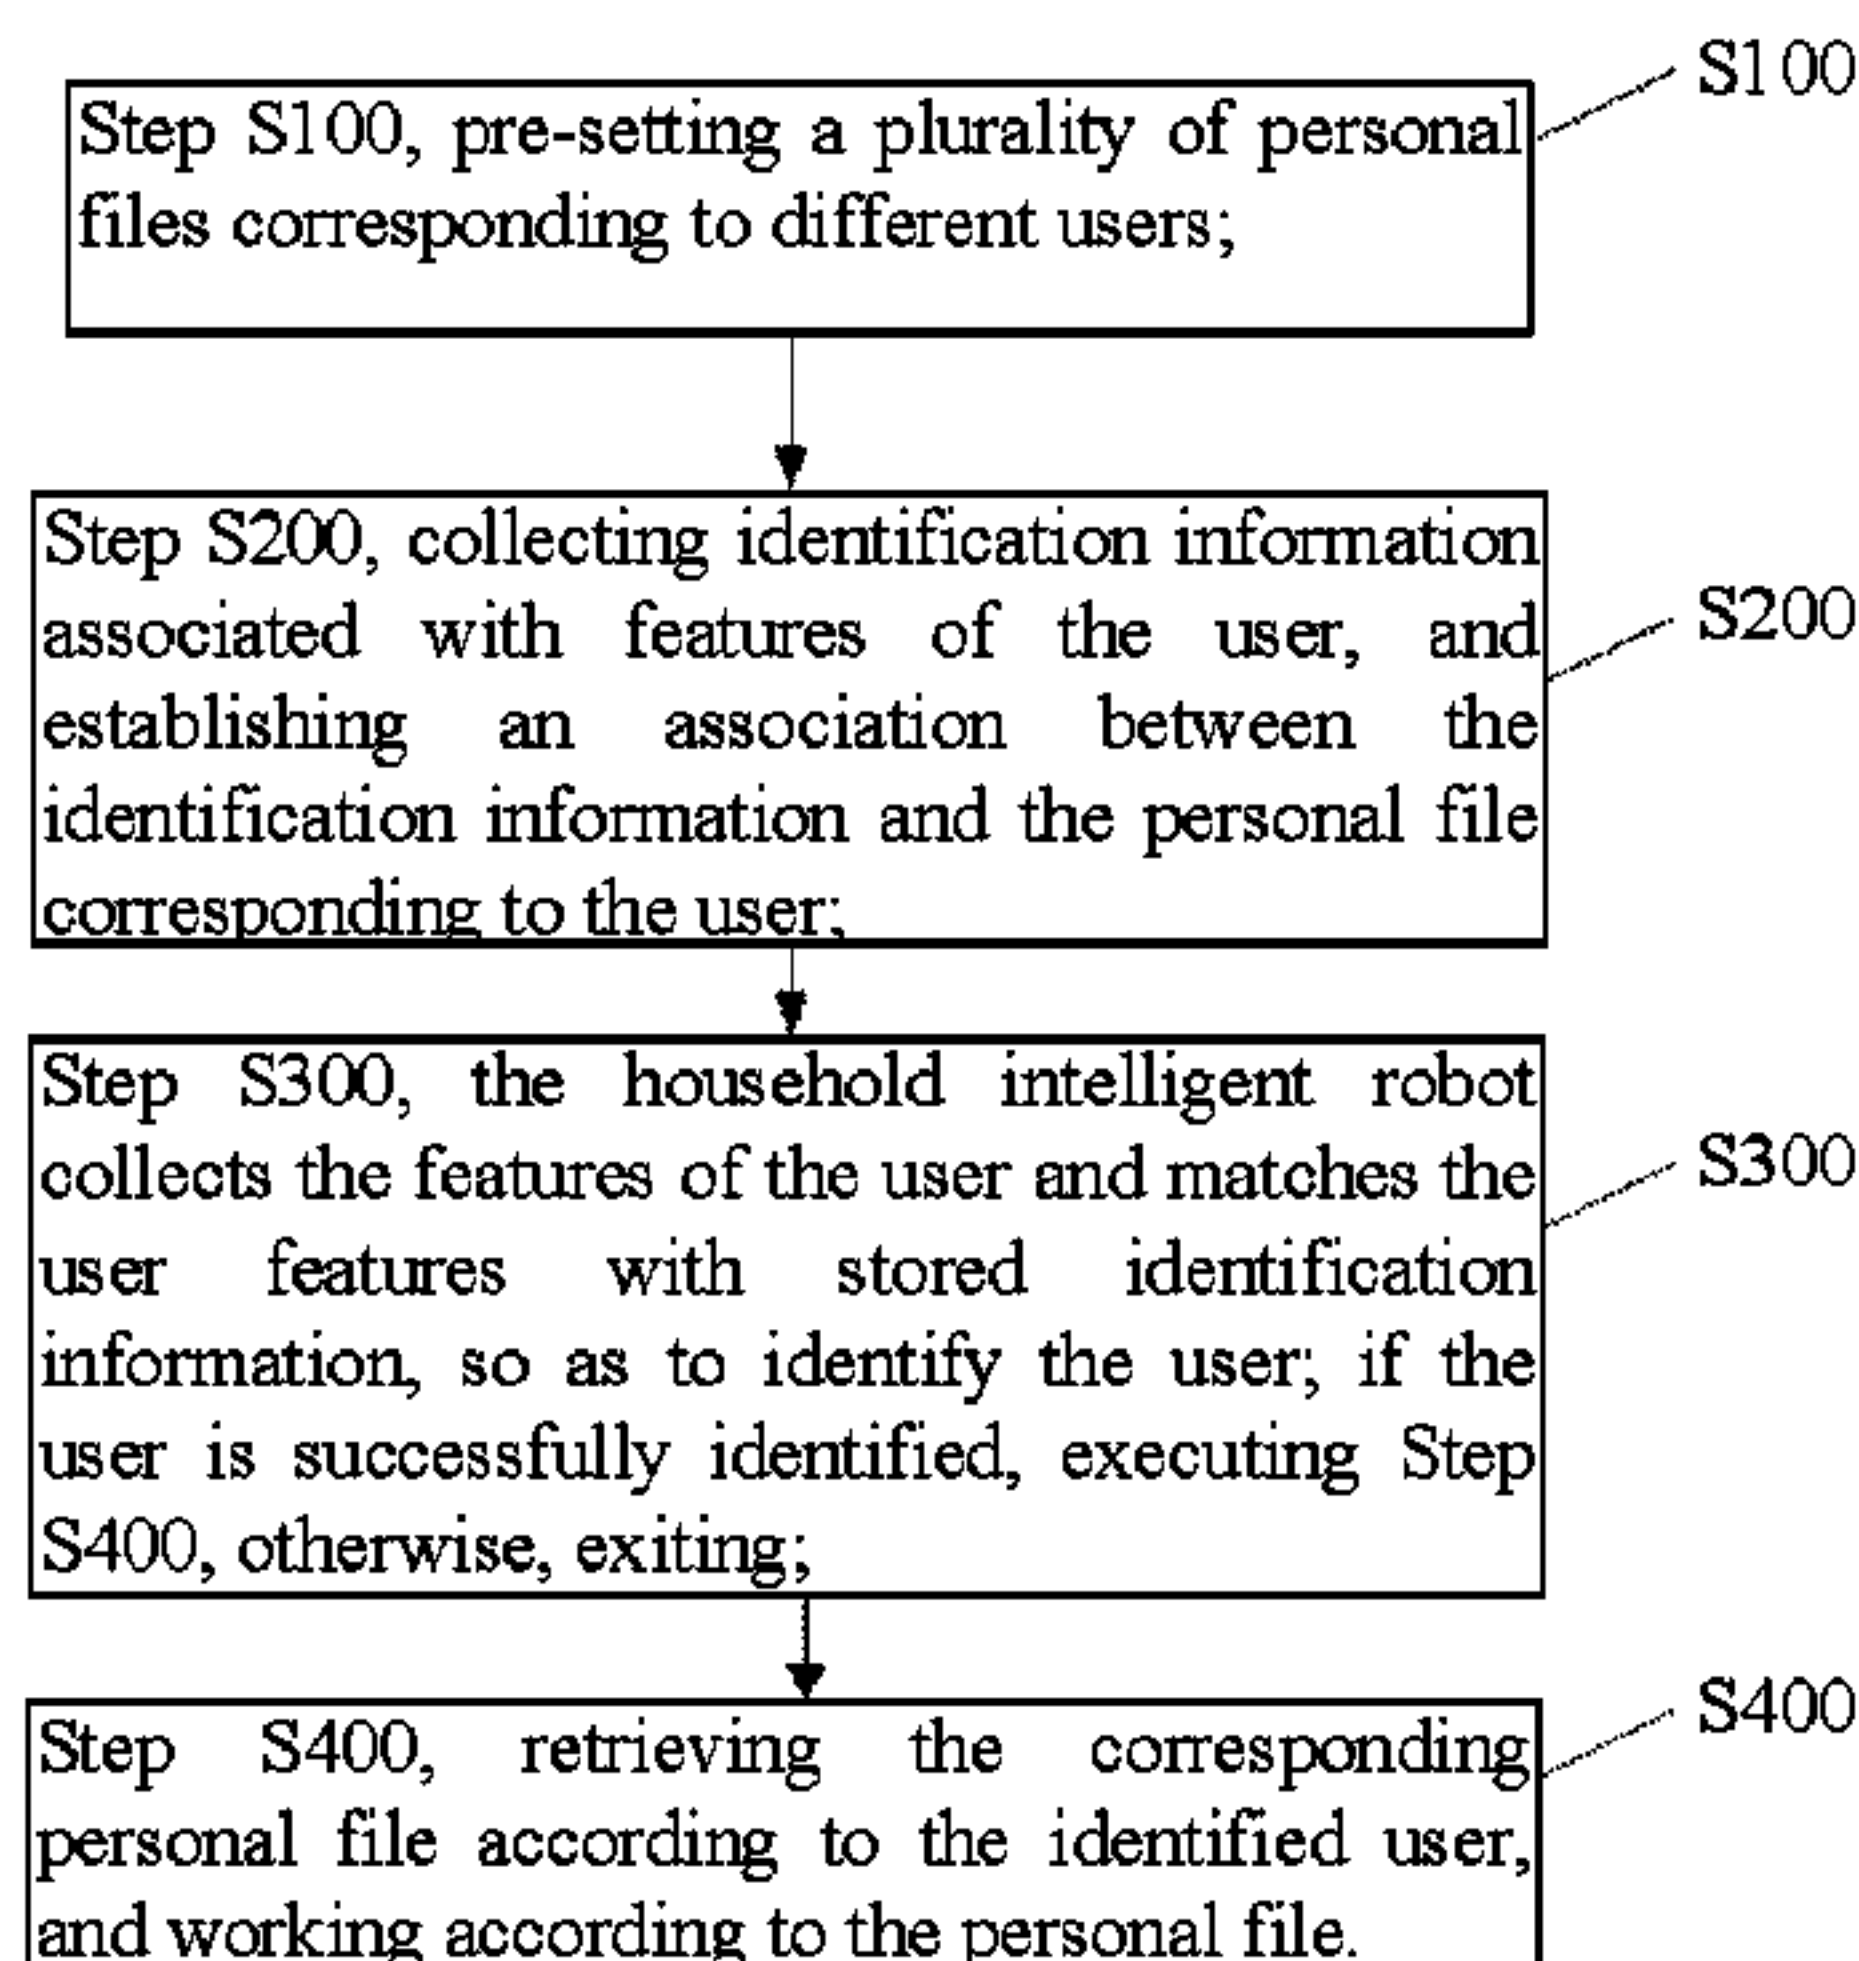 S100
Step S100, pre-setting a plurality of personal
files corresponding to different users;
Step S200, collecting identification information
associated with features of the user, and
establishing an association between the
identification information and the personal file
corresponding to the user;
S200
Step S300, the household intelligent robot
collects the features of the user and matches the
user features with stored identification
information, so as to identify the user; if the
user is successfully identified, executing Step
S400, otherwise, exiting;
S300
Step S400, retrieving the corresponding
personal file according to the identified user,
and working according to the personal file.
S400